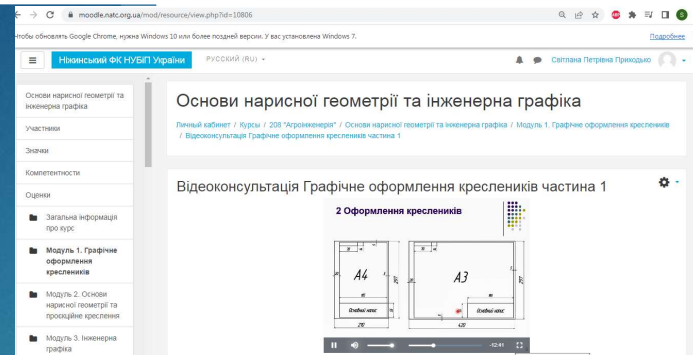 moodle.natc.org.ua/mod/resource/view.php?id=10806
Чтобы обновлять Google Chrome, нужна Windows 10 или более поздней версии. У вас установлена Windows 7.
Подробнее
Ніжинський ФК НУБіП України
РУССКИЙ (RU)
Світлана Петрівна Приходько
Основи нарисної геометрії та
інженерна графіка
Участники
Значки
Компетентности
Оценки
Загальна інформація
про курс
Модуль 1. Графічне
оформлення
креслеників
Модуль 2. Основи
нарисної геометрії та
проєкційне креслення
Модуль 3. Інженерна
графіка
Основи нарисної геометрії та інженерна графіка
Личный кабинет / Курсы / 208 "Агроінженерія" / Основи нарисної геометрії та інженерна графіка / Модуль 1. Графічне оформлення креслеників
/ Відеоконсультація Графічне оформлення креслеників частина 1
Відеоконсультація Графічне оформлення креслеників частина 1
2 Оформлення креслеників
А4
А3
297
297
Основний напис
Основний напис
210
420
-12:41